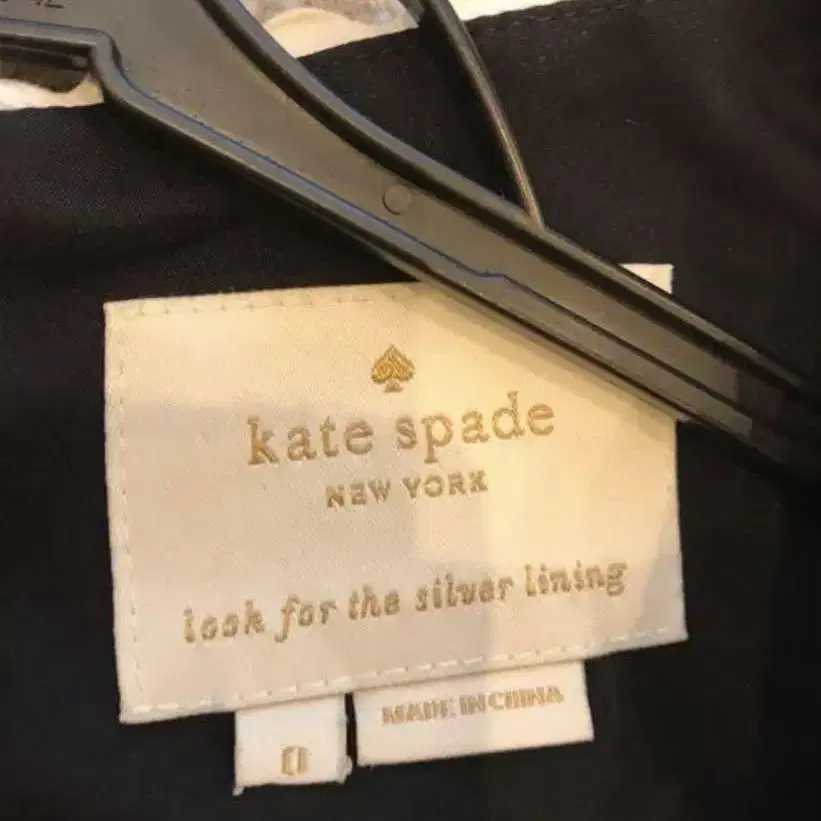 kate spade
NEW YORK
look for the silver lining
MADE IN CHINA
0